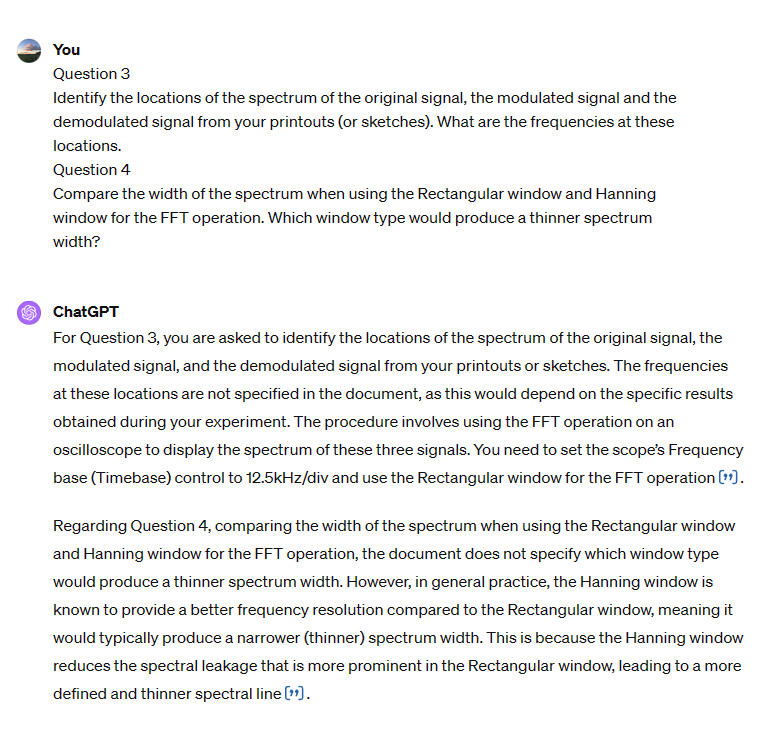 You
Question 3
Identify the locations of the spectrum of the original signal, the modulated signal and the
demodulated signal from your printouts (or sketches). What are the frequencies at these
locations.
Question 4
Compare the width of the spectrum when using the Rectangular window and Hanning
window for the FFT operation. Which window type would produce a thinner spectrum
width?
ChatGPT
For Question 3, you are asked to identify the locations of the spectrum of the original signal, the
modulated signal, and the demodulated signal from your printouts or sketches. The frequencies
at these locations are not specified in the document, as this would depend on the specific results
obtained during your experiment. The procedure involves using the FFT operation on an
oscilloscope to display the spectrum of these three signals. You need to set the scope's Frequency
base (Timebase) control to 12.5kHz/div and use the Rectangular window for the FFT operation ["].
Regarding Question 4, comparing the width of the spectrum when using the Rectangular window
and Hanning window for the FFT operation, the document does not specify which window type
would produce a thinner spectrum width. However, in general practice, the Hanning window is
known to provide a better frequency resolution compared to the Rectangular window, meaning it
would typically produce a narrower (thinner) spectrum width. This is because the Hanning window
reduces the spectral leakage that is more prominent in the Rectangular window, leading to a more
defined and thinner spectral line ["].